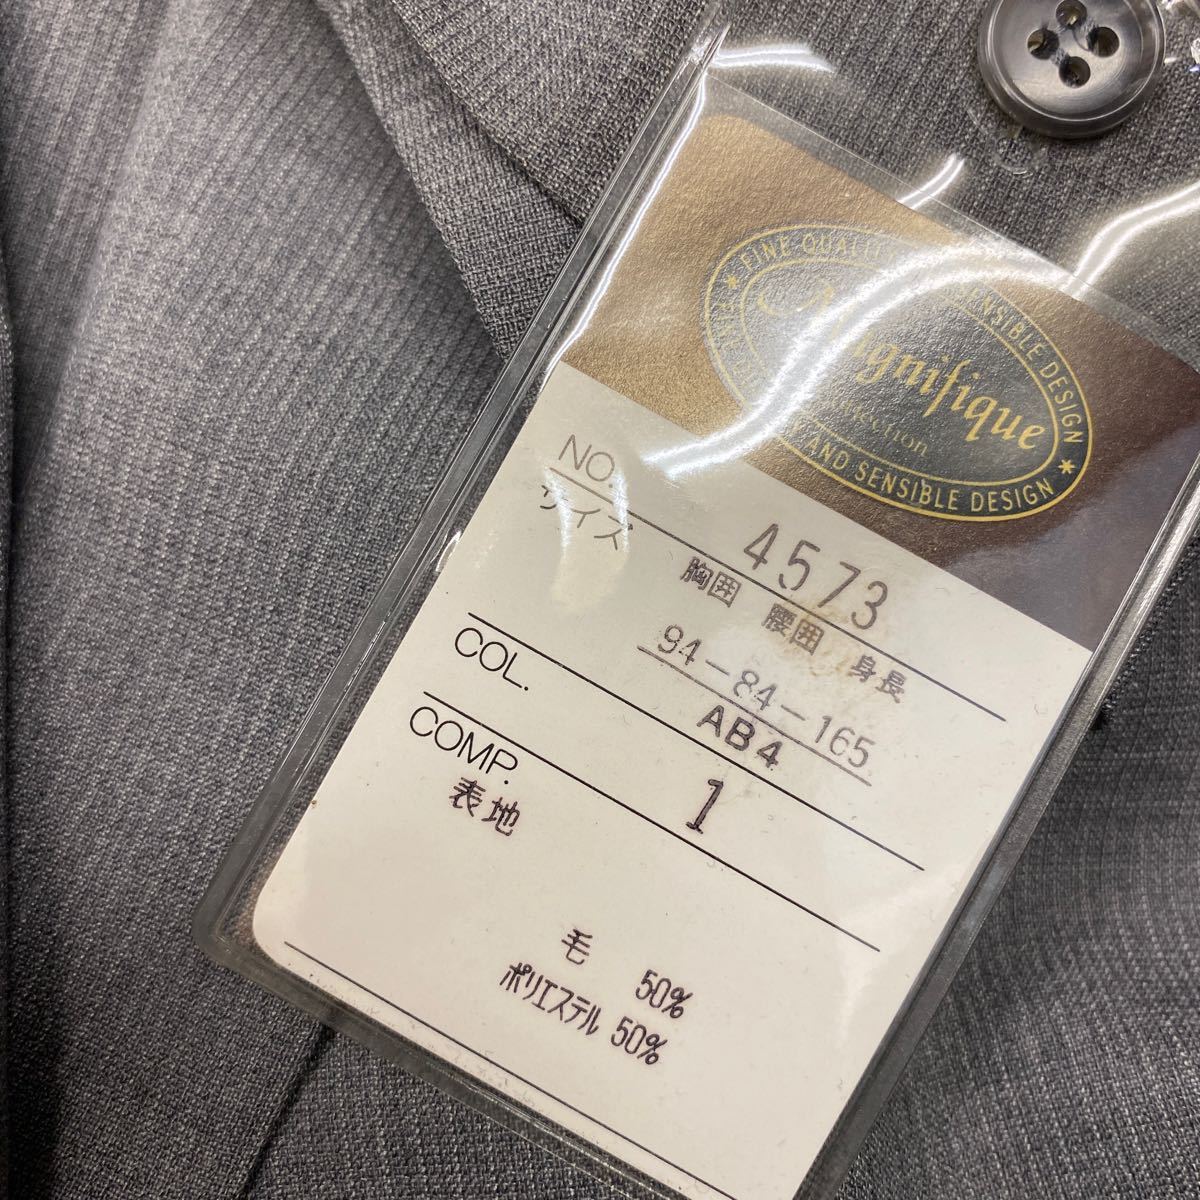 FINE QUALITY
SENSIBLE DESIGN
Magnifique
AND SENSIBLE DESIGN
NO. 4573
サイズ 胸囲 腰囲 身長
94-84-165
AB4
COL. 1
COMP.
表地
毛 50%
ポリエステル 50%